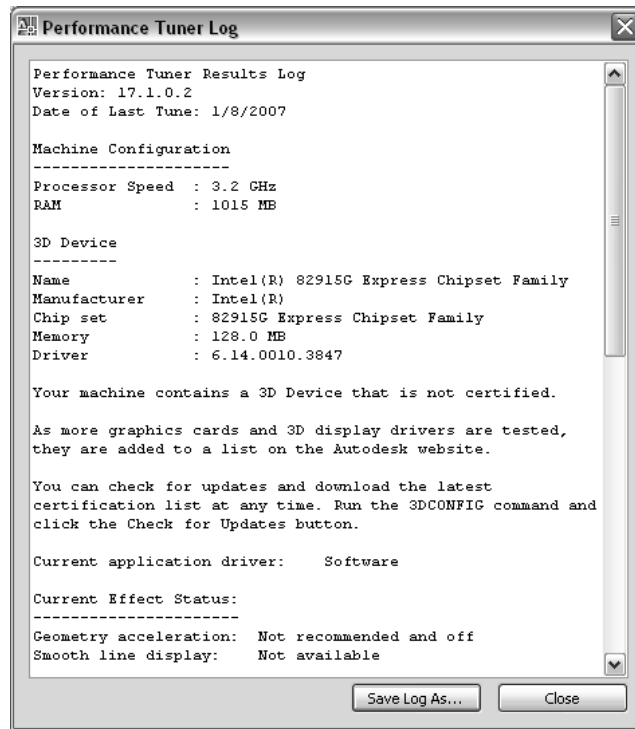 Performance Tuner Log
Performance Tuner Results Log
Version: 17.1.0.2
Date of Last Tune: 1/8/2007
Machine Configuration
---------------------
Processor Speed : 3.2 GHz
RAM : 1015 MB
3D Device
---------
Name : Intel(R) 82915G Express Chipset Family
Manufacturer : Intel(R)
Chip set : 82915G Express Chipset Family
Memory : 128.0 MB
Driver : 6.14.0010.3847
Your machine contains a 3D Device that is not certified.
As more graphics cards and 3D display drivers are tested,
they are added to a list on the Autodesk website.
You can check for updates and download the latest
certification list at any time. Run the 3DCONFIG command and
click the Check for Updates button.
Current application driver: Software
Current Effect Status:
----------------------
Geometry acceleration: Not recommended and off
Smooth line display: Not available
Save Log As... Close